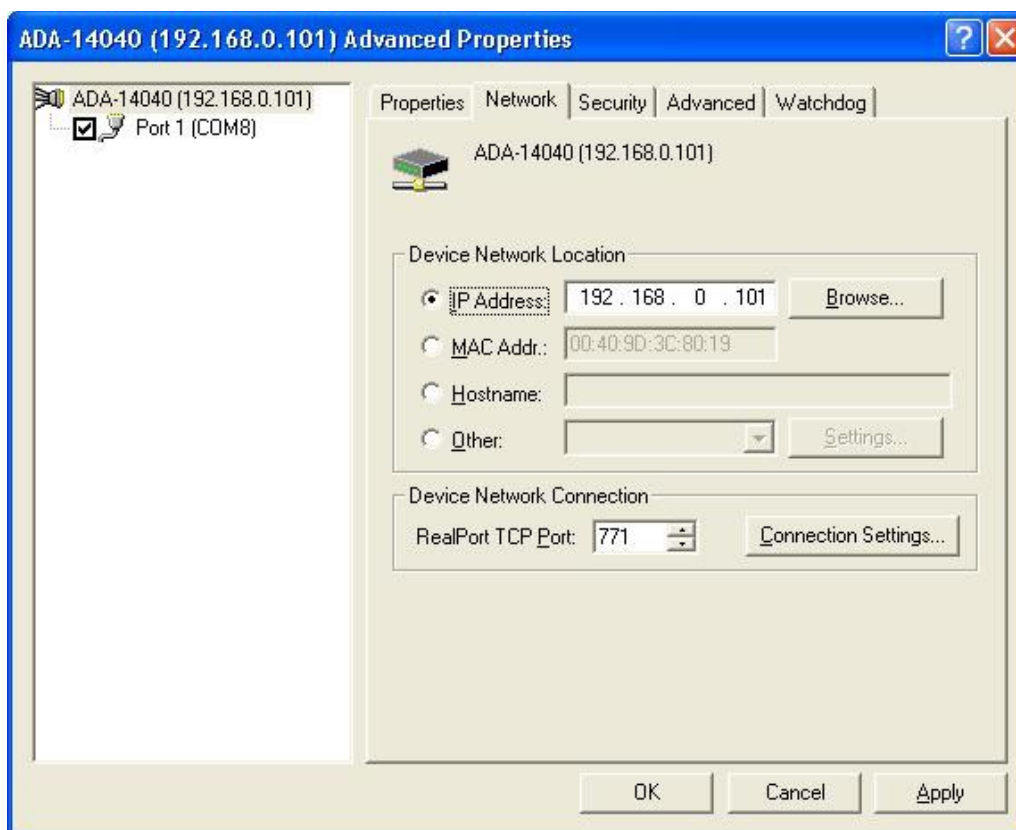 ADA-14040 (192.168.0.101) Advanced Properties
ADA-14040 (192.168.0.101)
Port 1 (COM8)
Properties Network Security Advanced Watchdog
ADA-14040 (192.168.0.101)
Device Network Location
IP Address: 192 . 168 . 0 . 101 Browse...
MAC Addr.: 00:40:9D:3C:80:19
Hostname:
Other: Settings...
Device Network Connection
RealPort TCP Port: 771 Connection Settings...
OK Cancel Apply